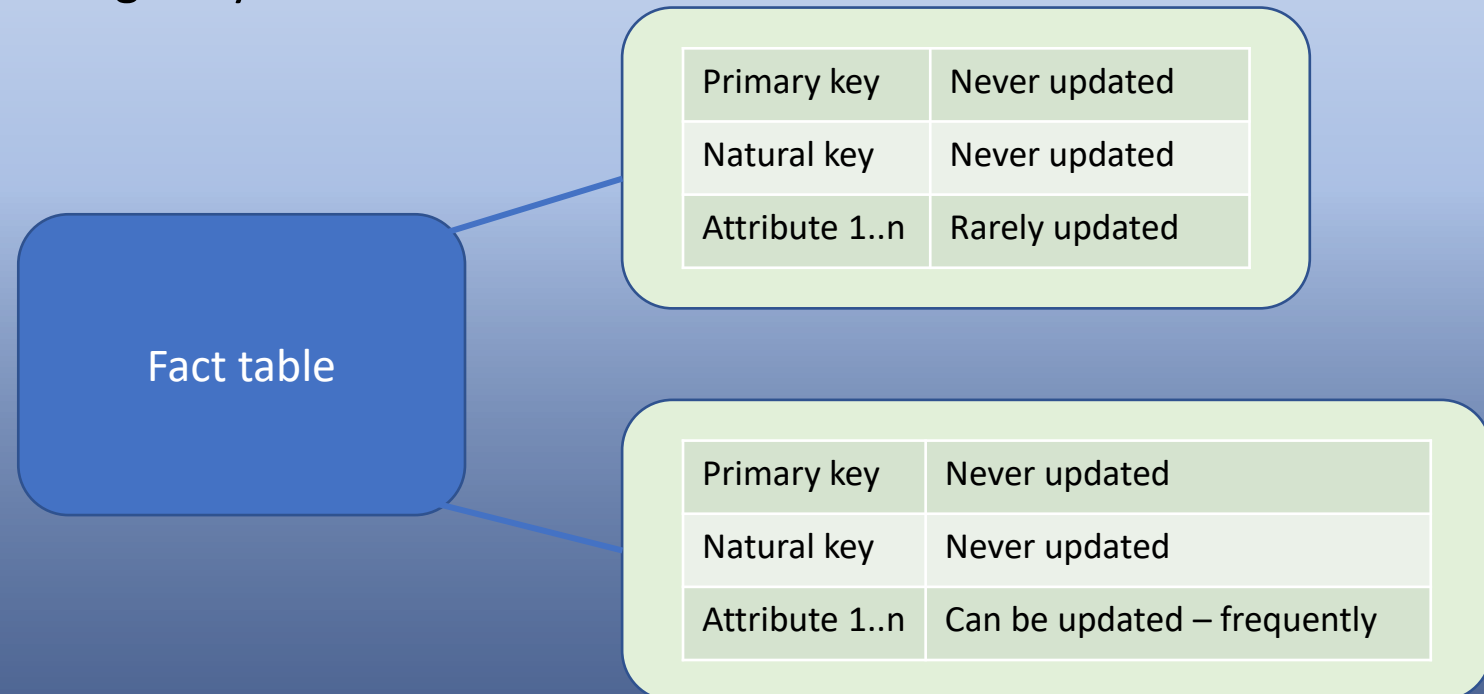 Primary key Never updated
Natural key Never updated
Attribute 1..n Rarely updated
Fact table
Primary key Never updated
Natural key Never updated
Attribute 1..n Can be updated – frequently